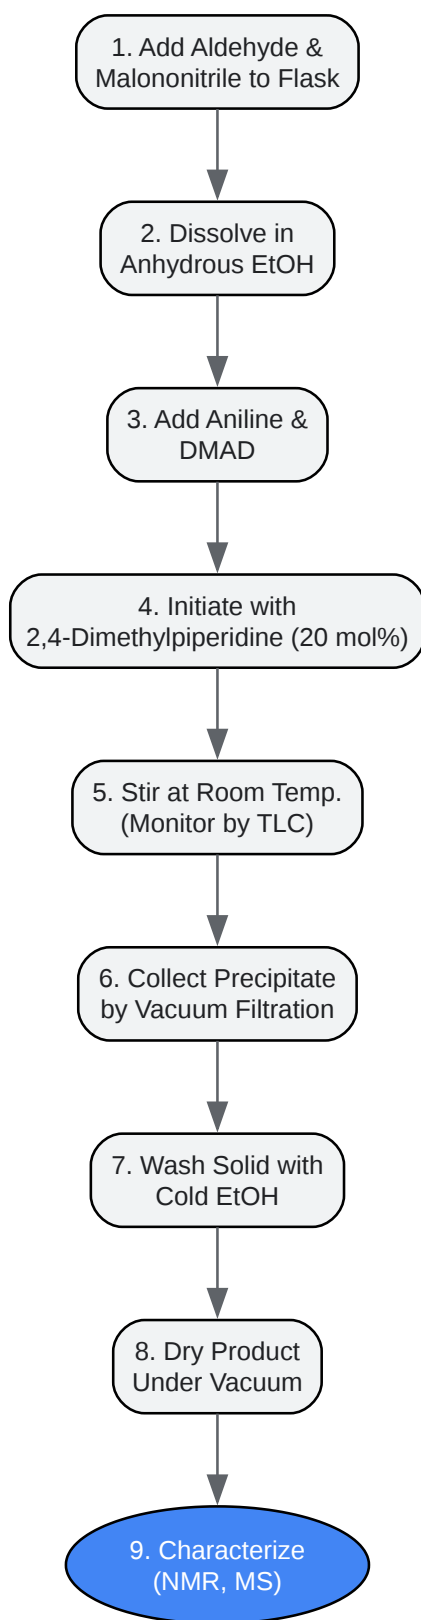 1. Add Aldehyde &
Malononitrile to Flask
2. Dissolve in
Anhydrous EtOH
3. Add Aniline &
DMAD
4. Initiate with
2,4-Dimethylpiperidine (20 mol%)
5. Stir at Room Temp.
(Monitor by TLC)
6. Collect Precipitate
by Vacuum Filtration
7. Wash Solid with
Cold EtOH
8. Dry Product
Under Vacuum
9. Characterize
(NMR, MS)